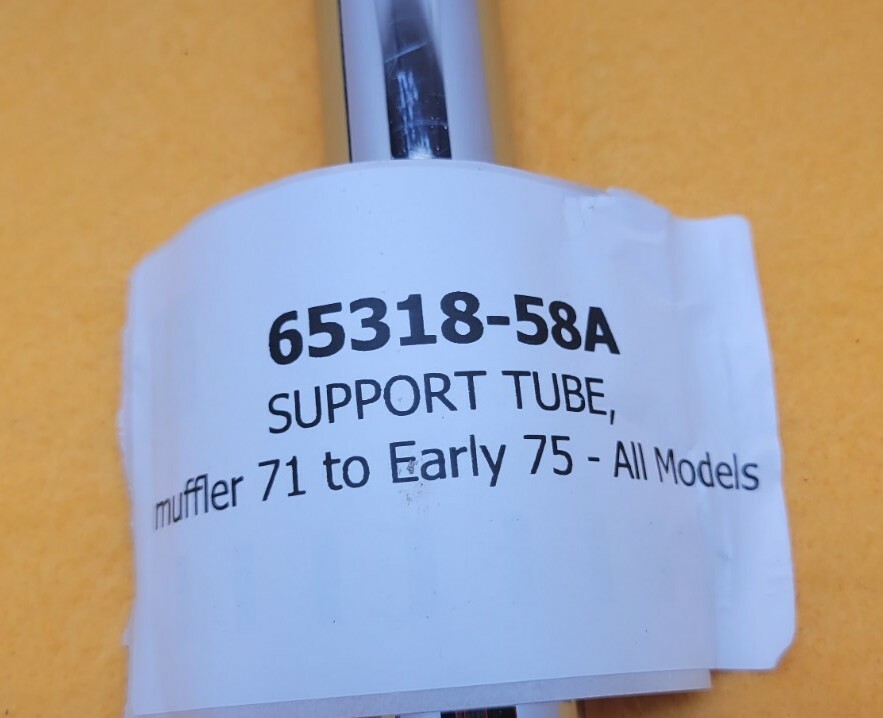 65318-58A
SUPPORT TUBE,
muffler 71 to Early 75 - All Models